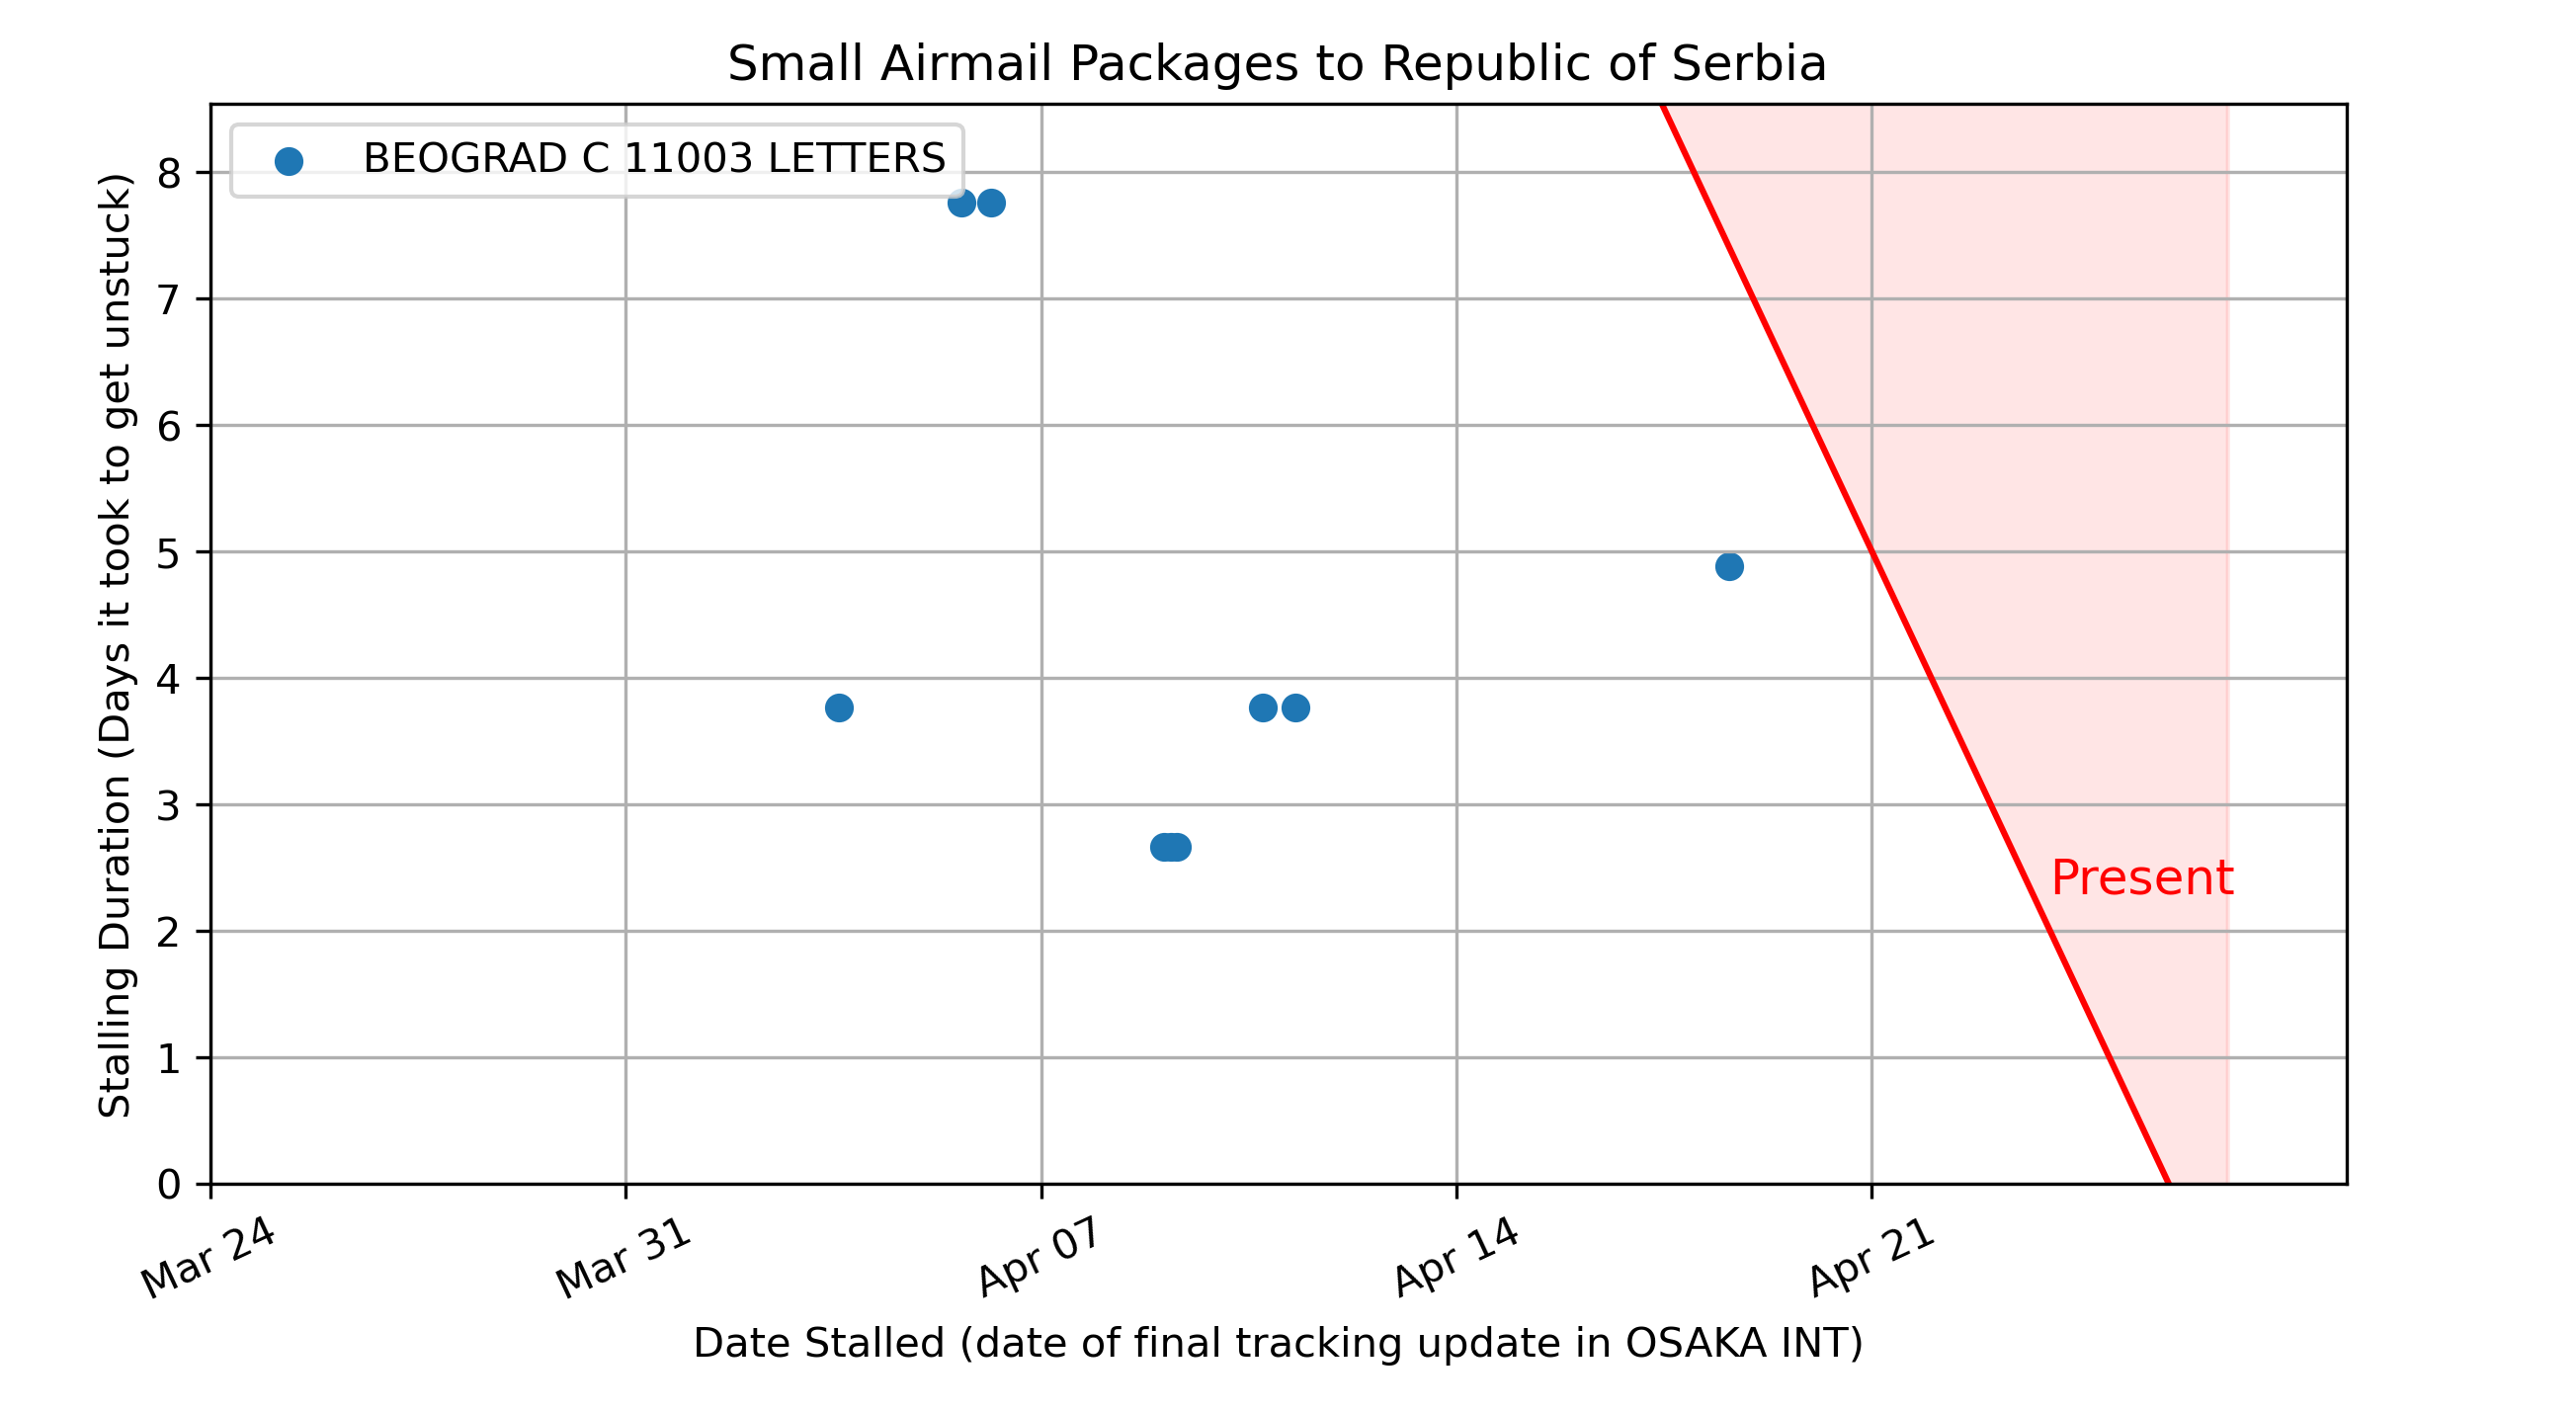 Small Airmail Packages to Republic of Serbia
BEOGRAD C 11003 LETTERS
Stalling Duration (Days it took to get unstuck)
8
7
6
5
4
3
2
1
0
Present
Mar 24
Mar 31
Apr 07
Apr 14
Apr 21
Date Stalled (date of final tracking update in OSAKA INT)